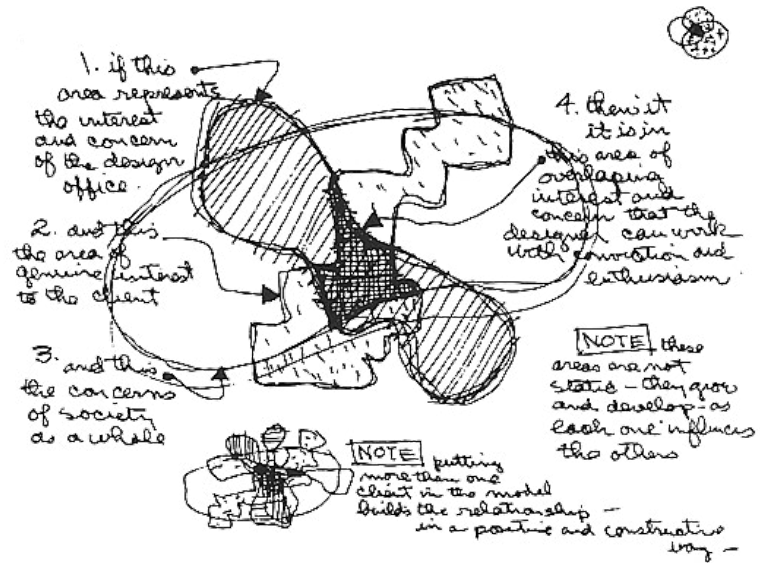 1. if this
area represents
the interest
and concern
of the design
office.
2. and this
the area of
genuine interest
to the client
3. and this
the concerns
of society
as a whole
4. then it
it is in
this area of
overlaping
interest and
concern that the
designer can work
with conviction and
enthusiasm
NOTE these
areas are not
static – they grow
and develop – as
each one influences
the others
NOTE putting
more than one
client in the model
builds the relationship –
in a positive and constructive
way –